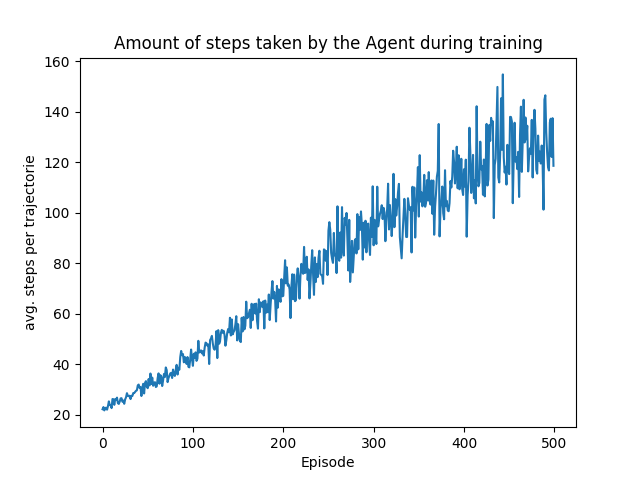 Amount of steps taken by the Agent during training
avg. steps per trajectorie
160
140
120
100
80
60
40
20
0 100 200 300 400 500
Episode